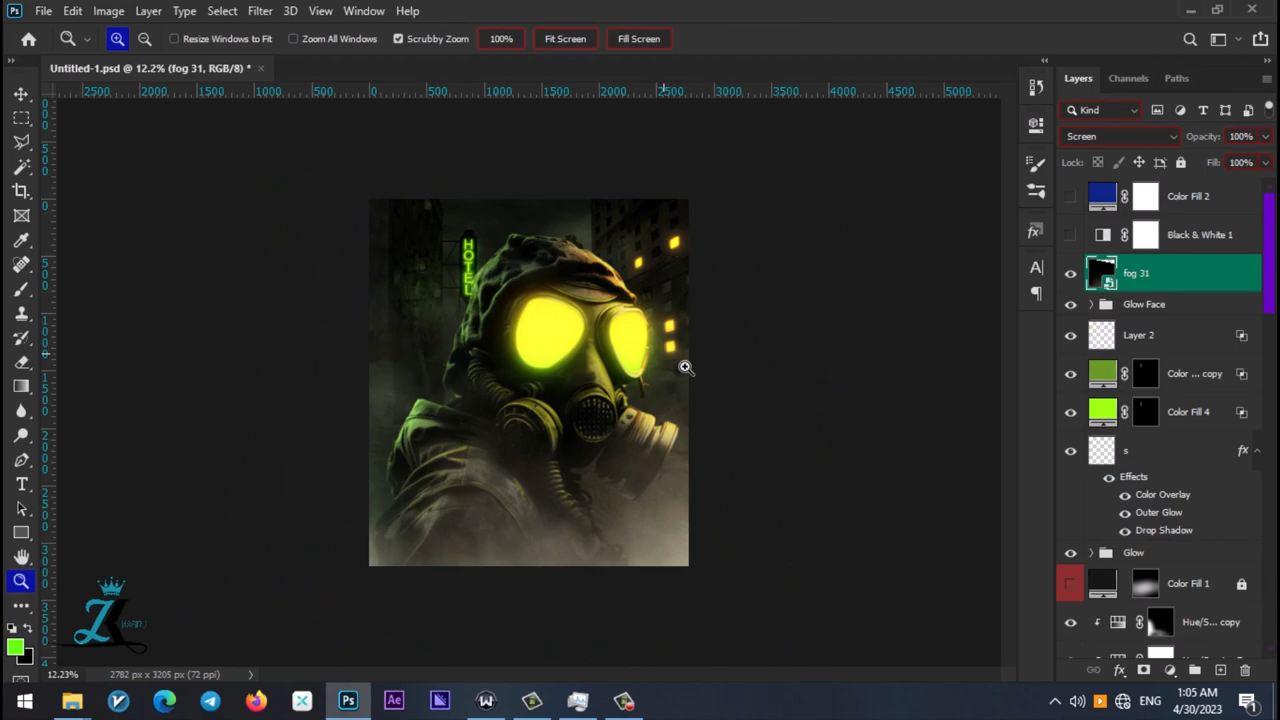 Ps File Edit Image Layer Type Select Filter 3D View Window Help
Resize Windows to Fit Zoom All Windows Scrubby Zoom 100% Fit Screen Fill Screen
Untitled-1.psd @ 12.2% (fog 31, RGB/8) * ×
2500 2000 1500 1000 500 0 500 1000 1500 2000 2500 3000 3500 4000 4500 5000
Layers Channels Paths
Kind
Screen Opacity: 100%
Lock: Fill: 100%
Color Fill 2
Black & White 1
fog 31
Glow Face
Layer 2
Color ... copy
Color Fill 4
s fx
Effects
Color Overlay
Outer Glow
Drop Shadow
Glow
Color Fill 1
Hue/S... copy
HOTEL
12.23% 2782 px x 3205 px (72 ppi)
Ps Ae ENG
1:05 AM
4/30/2023
1